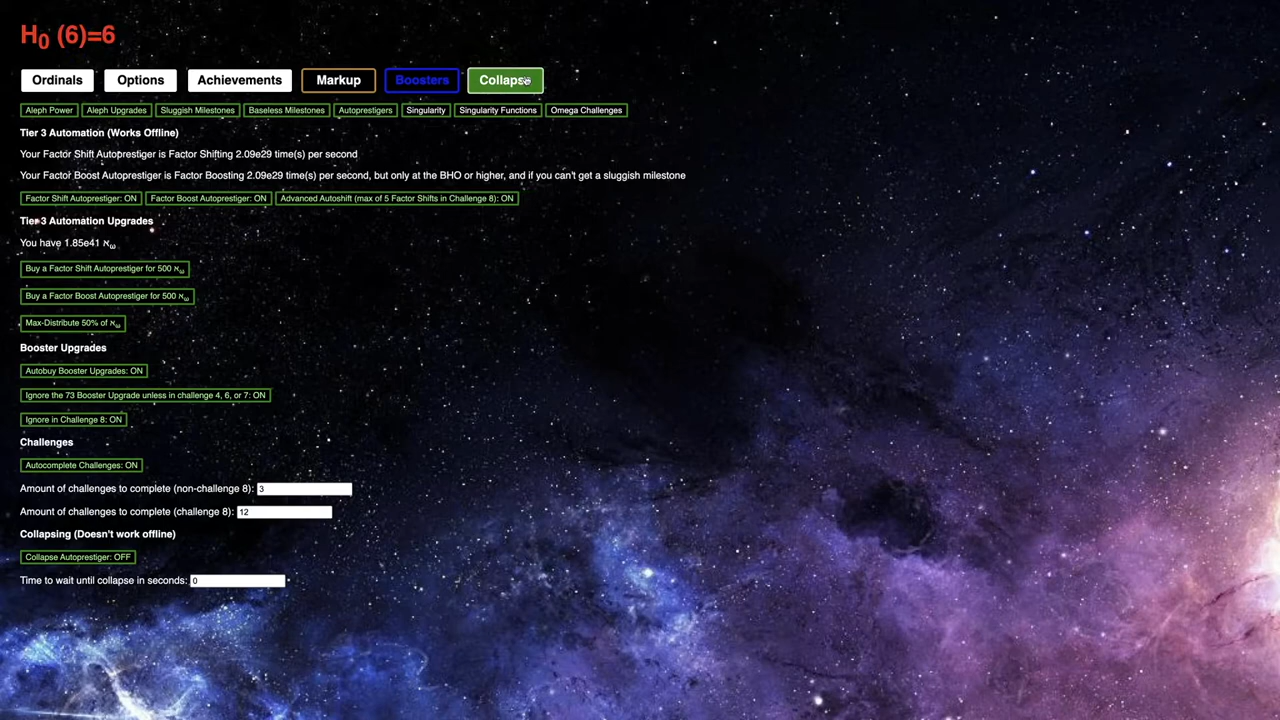 H₀ (6)=6
Ordinals Options Achievements Markup Boosters Collapse
Aleph Power Aleph Upgrades Sluggish Milestones Baseless Milestones Autoprestigers Singularity Singularity Functions Omega Challenges
Tier 3 Automation (Works Offline)
Your Factor Shift Autoprestiger is Factor Shifting 2.09e29 time(s) per second
Your Factor Boost Autoprestiger is Factor Boosting 2.09e29 time(s) per second, but only at the BHO or higher, and if you can't get a sluggish milestone
Factor Shift Autoprestiger: ON Factor Boost Autoprestiger: ON Advanced Autoshift (max of 5 Factor Shifts in Challenge 8): ON
Tier 3 Automation Upgrades
You have 1.85e41 ℵω
Buy a Factor Shift Autoprestiger for 500 ℵω
Buy a Factor Boost Autoprestiger for 500 ℵω
Max-Distribute 50% of ℵω
Booster Upgrades
Autobuy Booster Upgrades: ON
Ignore the 73 Booster Upgrade unless in challenge 4, 6, or 7: ON
Ignore in Challenge 8: ON
Challenges
Autocomplete Challenges: ON
Amount of challenges to complete (non-challenge 8): 3
Amount of challenges to complete (challenge 8): 12
Collapsing (Doesn't work offline)
Collapse Autoprestiger: OFF
Time to wait until collapse in seconds: 0